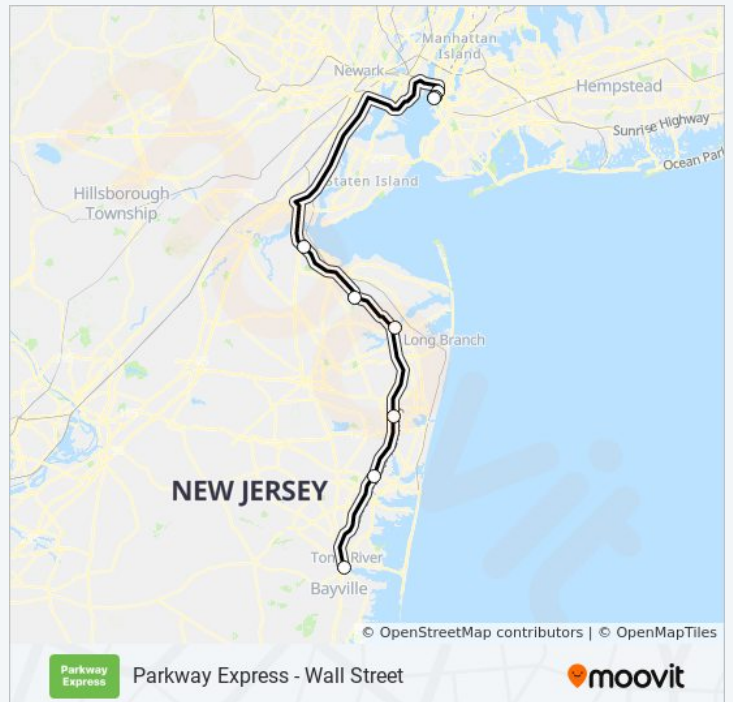 Manhattan
Island
Newark
Hempstead
Sunrise Highway
Ocean Park
Staten Island
Hillsborough
Township
Long Branch
NEW JERSEY
Toms River
Bayville
© OpenStreetMap contributors | © OpenMapTiles
Parkway
Express
Parkway Express - Wall Street
moovit